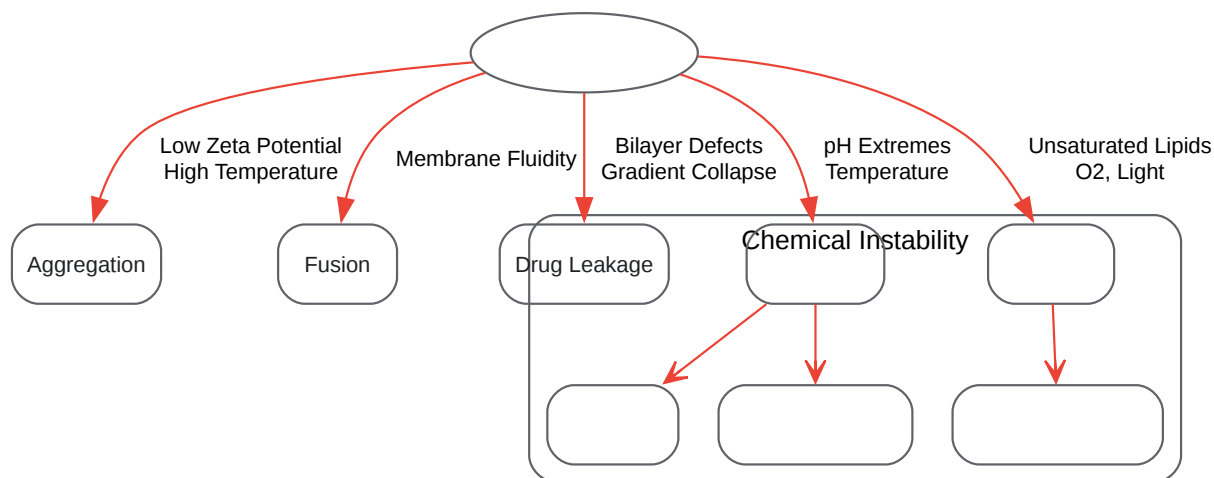 Low Zeta Potential
High Temperature
Membrane Fluidity
Bilayer Defects
Gradient Collapse
pH Extremes
Temperature
Unsaturated Lipids
O2, Light
Aggregation
Fusion
Drug Leakage
Chemical Instability